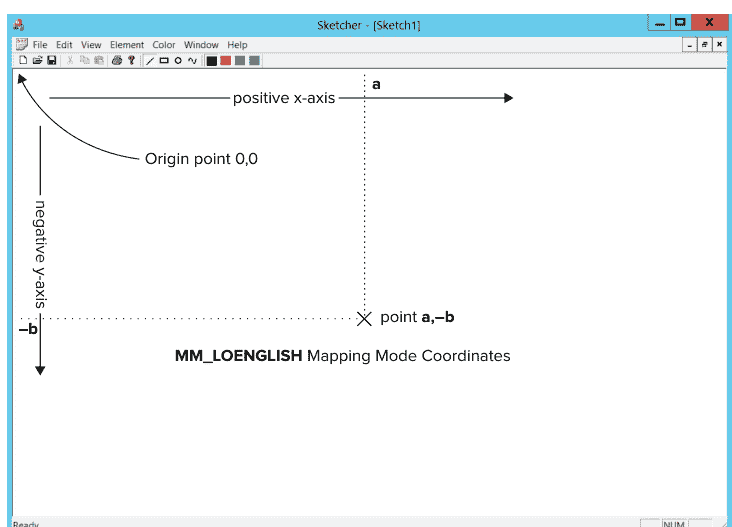 Sketcher - [Sketch1]
File Edit View Element Color Window Help
a
positive x-axis
Origin point 0,0
negative y-axis
point a,–b
–b
MM_LOENGLISH Mapping Mode Coordinates
Ready
NUM